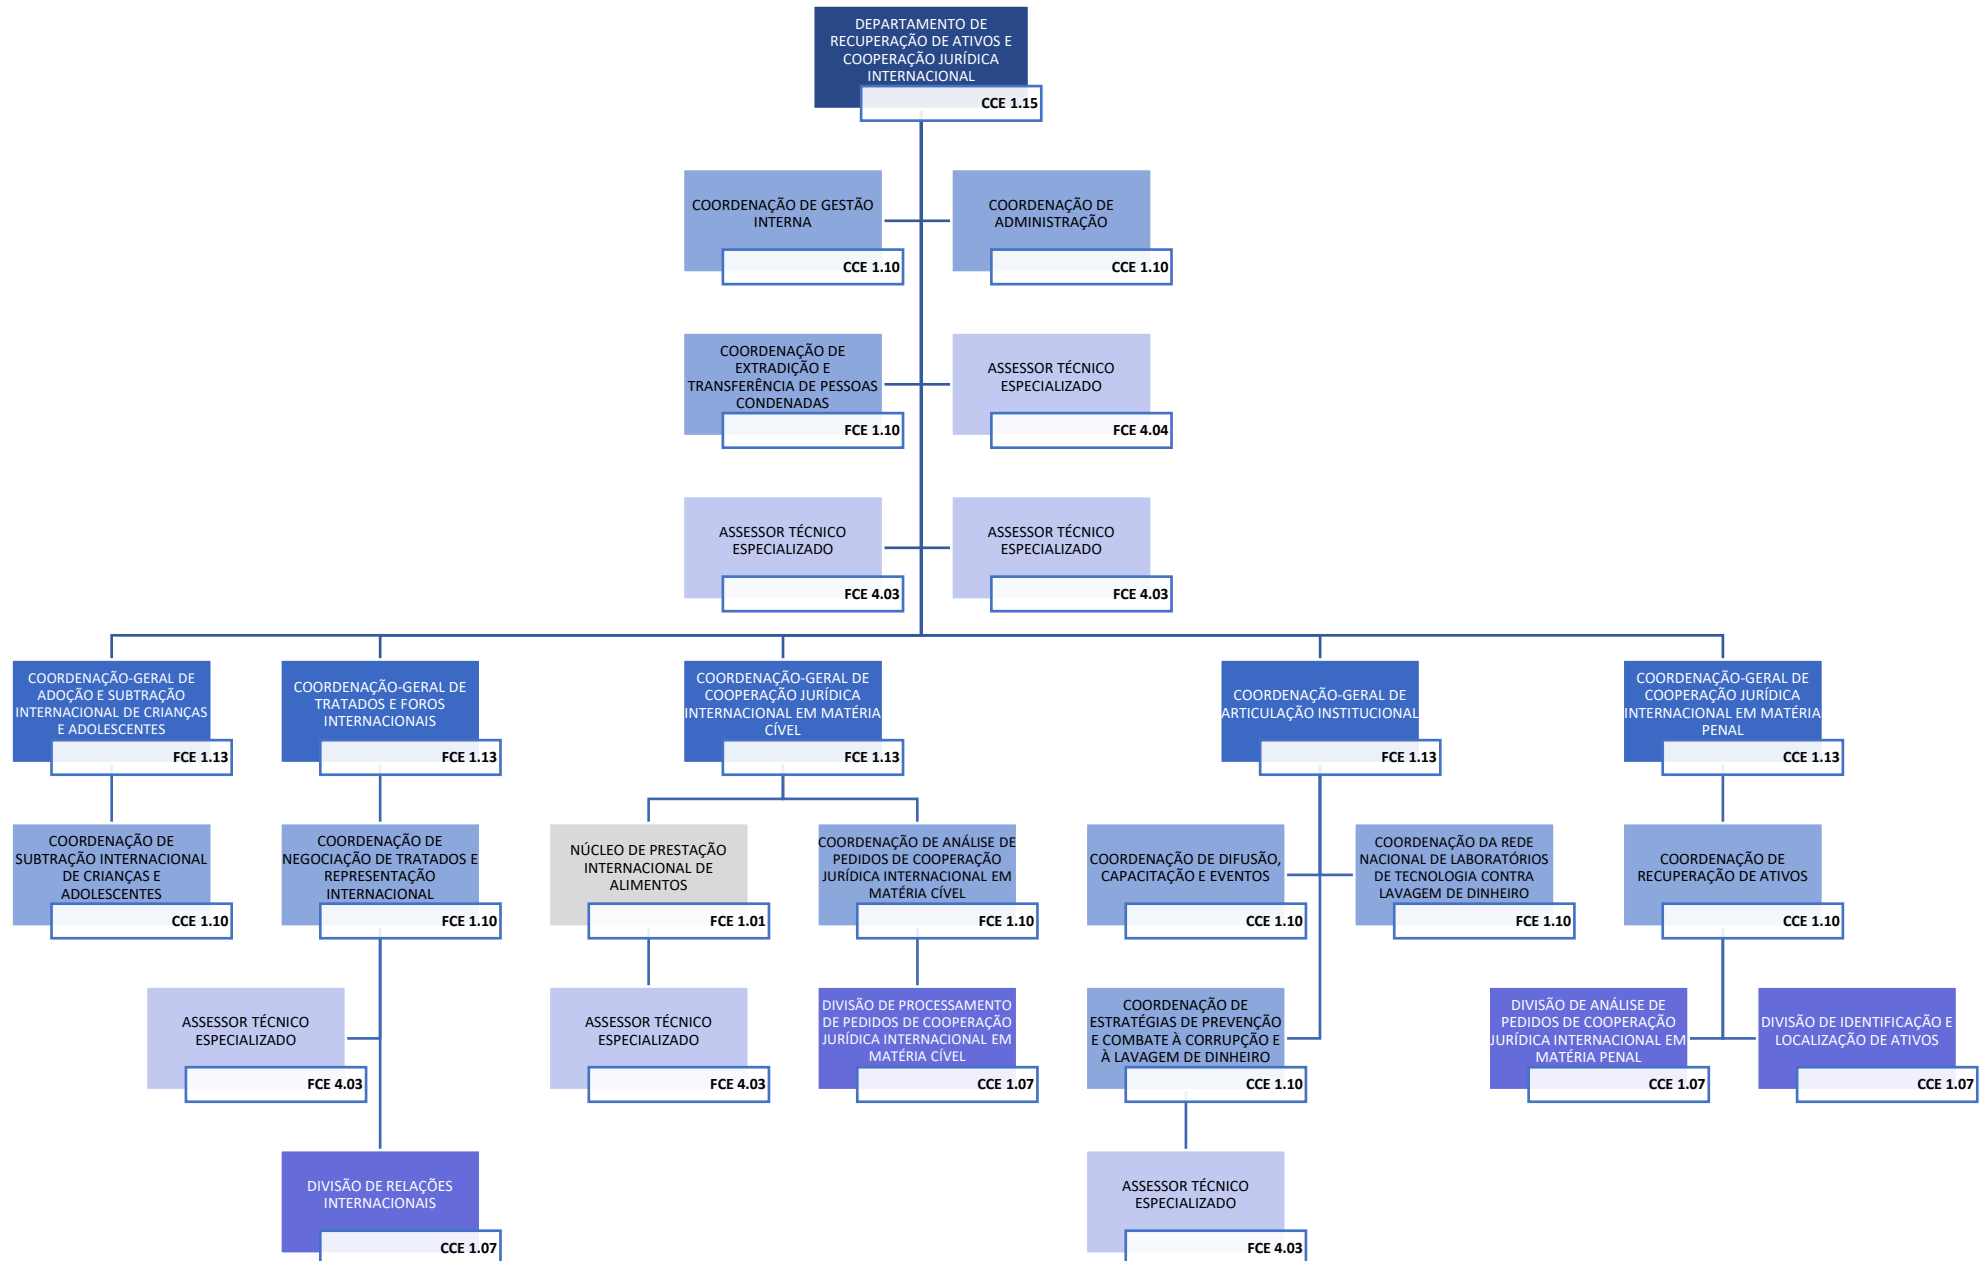 DEPARTAMENTO DE
RECUPERAÇÃO DE ATIVOS E
COOPERAÇÃO JURÍDICA
INTERNACIONAL
CCE 1.15
COORDENAÇÃO DE GESTÃO
INTERNA
CCE 1.10
COORDENAÇÃO DE
ADMINISTRAÇÃO
CCE 1.10
COORDENAÇÃO DE
EXTRADIÇÃO E
TRANSFERÊNCIA DE PESSOAS
CONDENADAS
FCE 1.10
ASSESSOR TÉCNICO
ESPECIALIZADO
FCE 4.04
ASSESSOR TÉCNICO
ESPECIALIZADO
FCE 4.03
ASSESSOR TÉCNICO
ESPECIALIZADO
FCE 4.03
COORDENAÇÃO-GERAL DE
ADOÇÃO E SUBTRAÇÃO
INTERNACIONAL DE CRIANÇAS
E ADOLESCENTES
FCE 1.13
COORDENAÇÃO-GERAL DE
TRATADOS E FOROS
INTERNACIONAIS
FCE 1.13
COORDENAÇÃO-GERAL DE
COOPERAÇÃO JURÍDICA
INTERNACIONAL EM MATÉRIA
CÍVEL
FCE 1.13
COORDENAÇÃO-GERAL DE
ARTICULAÇÃO INSTITUCIONAL
FCE 1.13
COORDENAÇÃO-GERAL DE
COOPERAÇÃO JURÍDICA
INTERNACIONAL EM MATÉRIA
PENAL
CCE 1.13
COORDENAÇÃO DE
SUBTRAÇÃO INTERNACIONAL
DE CRIANÇAS E
ADOLESCENTES
CCE 1.10
COORDENAÇÃO DE
NEGOCIAÇÃO DE TRATADOS E
REPRESENTAÇÃO
INTERNACIONAL
FCE 1.10
NÚCLEO DE PRESTAÇÃO
INTERNACIONAL DE
ALIMENTOS
FCE 1.01
COORDENAÇÃO DE ANÁLISE DE
PEDIDOS DE COOPERAÇÃO
JURÍDICA INTERNACIONAL EM
MATÉRIA CÍVEL
FCE 1.10
COORDENAÇÃO DE DIFUSÃO,
CAPACITAÇÃO E EVENTOS
CCE 1.10
COORDENAÇÃO DA REDE
NACIONAL DE LABORATÓRIOS
DE TECNOLOGIA CONTRA
LAVAGEM DE DINHEIRO
FCE 1.10
COORDENAÇÃO DE
RECUPERAÇÃO DE ATIVOS
CCE 1.10
ASSESSOR TÉCNICO
ESPECIALIZADO
FCE 4.03
ASSESSOR TÉCNICO
ESPECIALIZADO
FCE 4.03
DIVISÃO DE PROCESSAMENTO
DE PEDIDOS DE COOPERAÇÃO
JURÍDICA INTERNACIONAL EM
MATÉRIA CÍVEL
CCE 1.07
COORDENAÇÃO DE
ESTRATÉGIAS DE PREVENÇÃO
E COMBATE À CORRUPÇÃO E
À LAVAGEM DE DINHEIRO
CCE 1.10
DIVISÃO DE ANÁLISE DE
PEDIDOS DE COOPERAÇÃO
JURÍDICA INTERNACIONAL EM
MATÉRIA PENAL
CCE 1.07
DIVISÃO DE IDENTIFICAÇÃO E
LOCALIZAÇÃO DE ATIVOS
CCE 1.07
DIVISÃO DE RELAÇÕES
INTERNACIONAIS
CCE 1.07
ASSESSOR TÉCNICO
ESPECIALIZADO
FCE 4.03